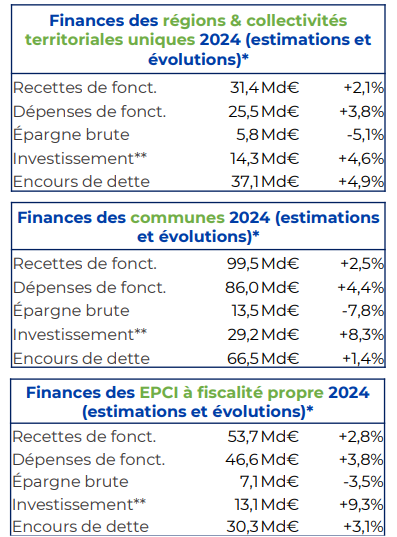 Finances des régions & collectivités
territoriales uniques 2024 (estimations et
évolutions)*
Recettes de fonct. 31,4 Md€ +2,1%
Dépenses de fonct. 25,5 Md€ +3,8%
Épargne brute 5,8 Md€ -5,1%
Investissement** 14,3 Md€ +4,6%
Encours de dette 37,1 Md€ +4,9%
Finances des communes 2024 (estimations
et évolutions)*
Recettes de fonct. 99,5 Md€ +2,5%
Dépenses de fonct. 86,0 Md€ +4,4%
Épargne brute 13,5 Md€ -7,8%
Investissement** 29,2 Md€ +8,3%
Encours de dette 66,5 Md€ +1,4%
Finances des EPCI à fiscalité propre 2024
(estimations et évolutions)*
Recettes de fonct. 53,7 Md€ +2,8%
Dépenses de fonct. 46,6 Md€ +3,8%
Épargne brute 7,1 Md€ -3,5%
Investissement** 13,1 Md€ +9,3%
Encours de dette 30,3 Md€ +3,1%